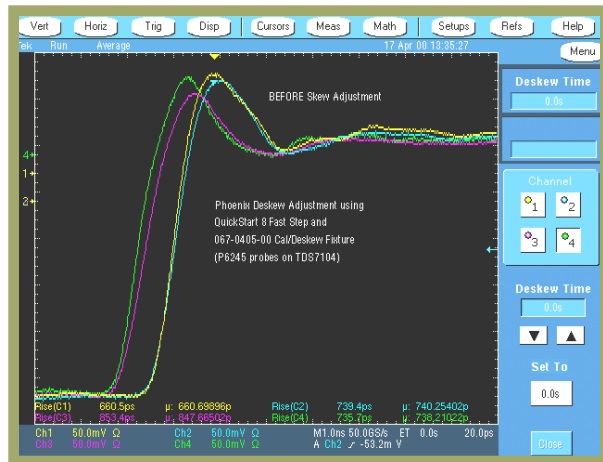 Vert Horiz Trig Disp Cursors Meas Math Setups Refs Help
Tek Run Average 17 Apr 00 13:35:27
Menu
Deskew Time
0.0s
BEFORE Skew Adjustment
4
1
2
Channel
1 2
3 4
Phoenix Deskew Adjustment using
QuickStart 8 Fast Step and
067-0405-00 Cal/Deskew Fixture
(P6245 probes on TDS7104)
Deskew Time
0.0s
Set To
0.0s
Rise(C1) 660.5ps µ: 660.69896p Rise(C2) 739.4ps µ: 740.25402p
Rise(C3) 853.4ps µ: 847.66502p Rise(C4) 735.7ps µ: 738.21022p
Ch1 50.0mV Ω Ch2 50.0mV Ω M1.0ns 50.0GS/s ET 0.0s 20.0ps
Ch3 50.0mV Ω Ch4 50.0mV Ω A Ch2 -53.2m V
Close